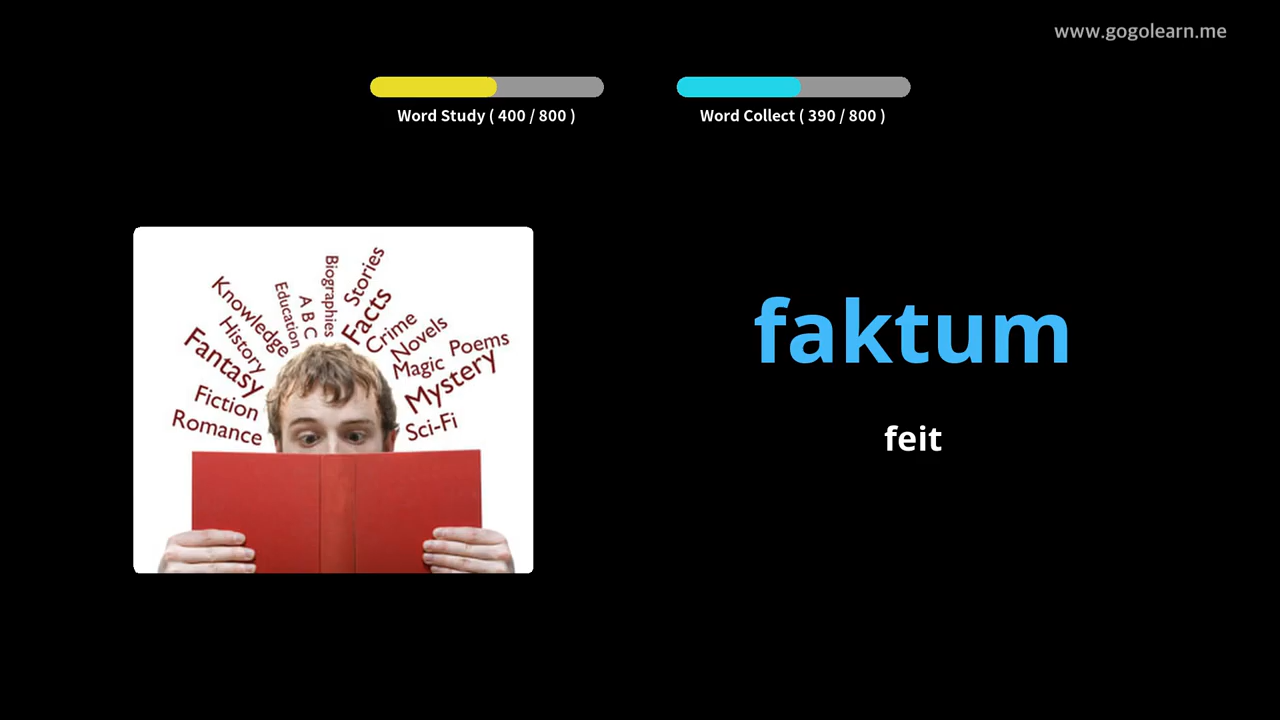 www.gogolearn.me
Word Study ( 400 / 800 )
Word Collect ( 390 / 800 )
Knowledge
History
Fantasy
Fiction
Romance
Education
A B C
Biographies
Stories
Facts
Crime
Novels
Magic
Poems
Mystery
Sci-Fi
faktum
feit